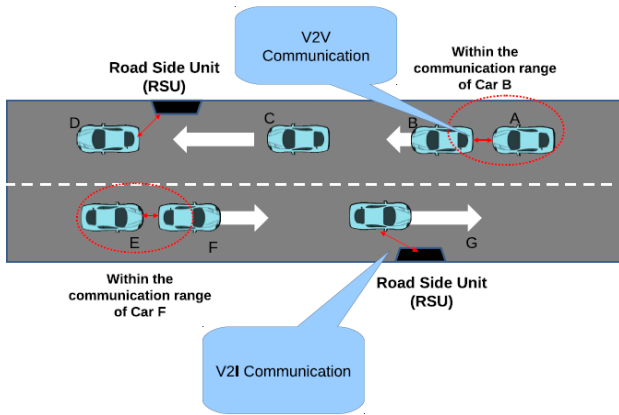 V2V
Communication
Within the
communication range
of Car B
Road Side Unit
(RSU)
D
C
B
A
E
F
G
Within the
communication range
of Car F
Road Side Unit
(RSU)
V2I Communication